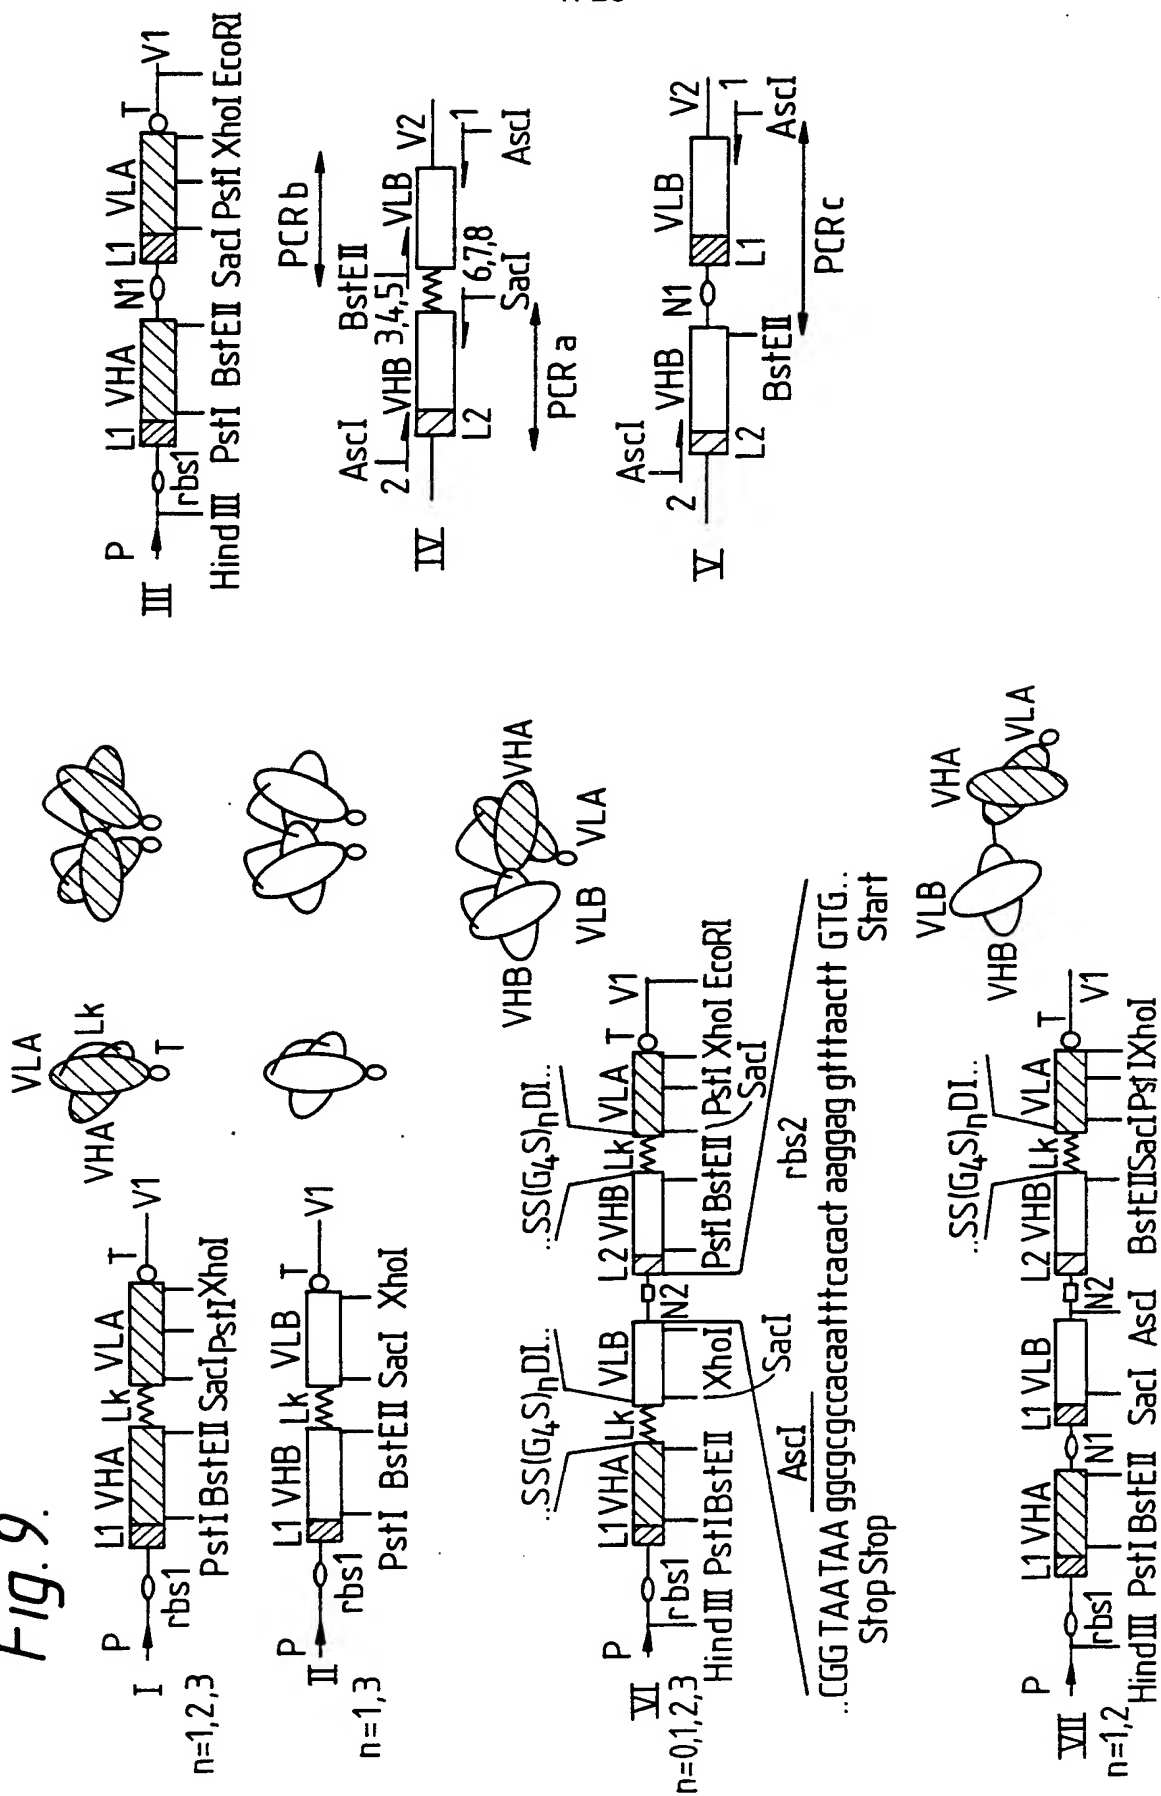 Fig. 9.
VLA
VHA
Lk
T
P
L1 VHA Lk VLA T V1
I
rbs1
n=1,2,3
PstI BstEII SacI PstI XhoI
P
L1 VHB Lk VLB T V1
II
rbs1
n=1,3
PstI BstEII SacI XhoI
P
L1 VHA N1 L1 VLA T V1
III
rbs1
HindIII PstI BstEII SacI PstI XhoI EcoRI
PCR b
AscI
BstEII
2 VHB 3,4,5 VLB V2
IV
L2
6,7,8
1
SacI
AscI
PCR a
AscI
2 VHB N1 VLB V2
V
L2
L1
1
BstEII
AscI
PCR c
VHB
VHA
VLB
VLA
..SS(G4S)nDI..
..SS(G4S)nDI..
P
L1 VHA Lk VLB L2 VHB Lk VLA T V1
VI
rbs1
N2
n=0,1,2,3
HindIII PstI BstEII XhoI PstI BstEII PstI XhoI EcoRI
SacI
SacI
AscI
rbs2
..CGG TAATAA ggcgcgccacaatttcacact aaggag gtttaactt GTG..
Stop Stop
Start
VLB
VHA
VHB
VLA
..SS(G4S)nDI..
P
L1 VHA L1 VLB L2 VHB Lk VLA T
VII
rbs1
N1
N2
V1
n=1,2
HindIII PstI BstEII SacI AscI BstEII SacI PstI XhoI